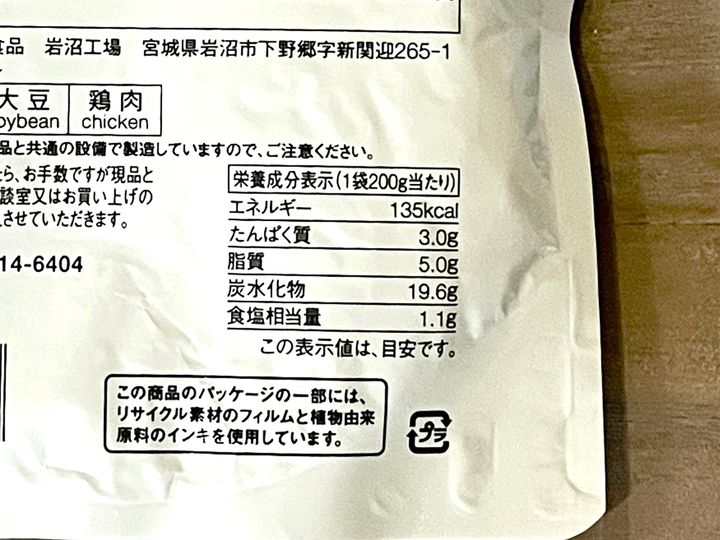 食品 岩沼工場 宮城県岩沼市下野郷字新関迎265-1
大豆 鶏肉
oybean chicken
品と共通の設備で製造していますので、ご注意ください。
たら、お手数ですが現品と
談室又はお買い上げの
させていただきます。
14-6404
栄養成分表示(1袋200g当たり)
エネルギー 135kcal
たんぱく質 3.0g
脂質 5.0g
炭水化物 19.6g
食塩相当量 1.1g
この表示値は、目安です。
この商品のパッケージの一部には、
リサイクル素材のフィルムと植物由来
原料のインキを使用しています。
プラ